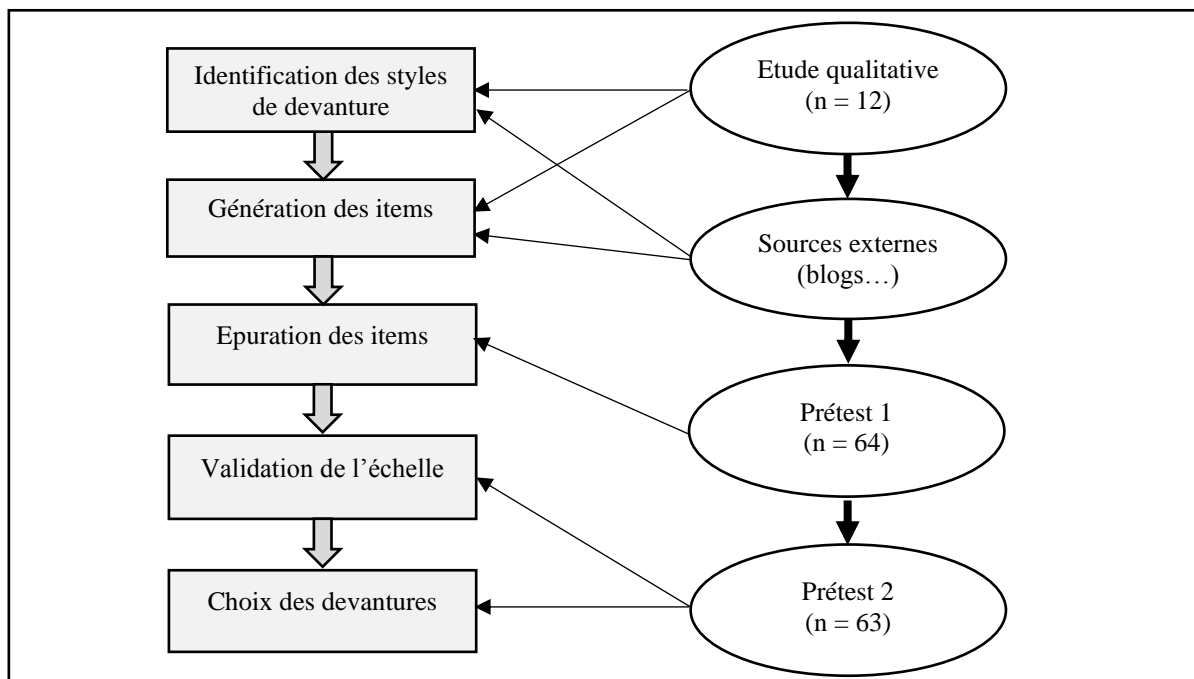 Identification des styles
de devanture
Etude qualitative
(n = 12)
Génération des items
Sources externes
(blogs…)
Epuration des items
Prétest 1
(n = 64)
Validation de l’échelle
Choix des devantures
Prétest 2
(n = 63)